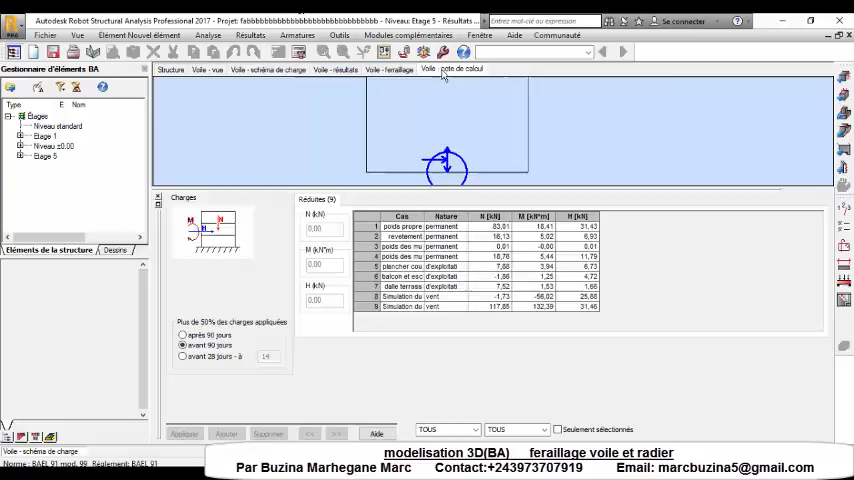 Autodesk Robot Structural Analysis Professional 2017 - Projet: fabbbbbbbbbbbbbbbbbbbbbbbbbbbbbb - Niveau: Etage 5 - Résultats ...
Entrez mot-clé ou expression
Se connecter
PRO
Fichier Élément Nouvel élément Analyse Résultats Armatures Outils Modules complémentaires Fenêtre Aide Communauté
Gestionnaire d'éléments BA
Structure Voile - vue Voile - schéma de charge Voile - résultats Voile - ferraillage Voile - note de calcul
Type E Nom
Étages
Niveau standard
Etage 1
Niveau ±0.00
Etage 5
Eléments de la structure Dessins
Charges
M N H
Réduites (9)
N (kN)
0,00
M (kN*m)
0,00
H (kN)
0,00
Cas Nature N [kN] M [kN*m] H [kN]
1 poids propre permanent 83,01 18,41 31,43
2 revetement permanent 16,13 5,02 6,93
3 poids des mu permanent 0,01 -0,00 0,01
4 poids des mu permanent 18,76 5,44 11,79
5 plancher cou d'exploitati 7,88 3,94 6,73
6 balcon et esc d'exploitati -1,86 1,25 4,72
7 dalle terrass d'exploitati 7,52 1,53 1,66
8 Simulation du vent -1,73 -56,02 25,88
9 Simulation du vent 117,85 132,39 31,46
Plus de 50% des charges appliquées
après 90 jours
avant 90 jours
avant 28 jours - à 14
Appliquer Ajouter Supprimer << >> Aide
TOUS TOUS Seulement sélectionnés
Voile - schéma de charge
Norme : BAEL 91 mod. 99 Règlement: BAEL 91
modelisation 3D(BA) feraillage voile et radier
Par Buzina Marhegane Marc Contact:+243973707919 Email: marcbuzina5@gmail.com